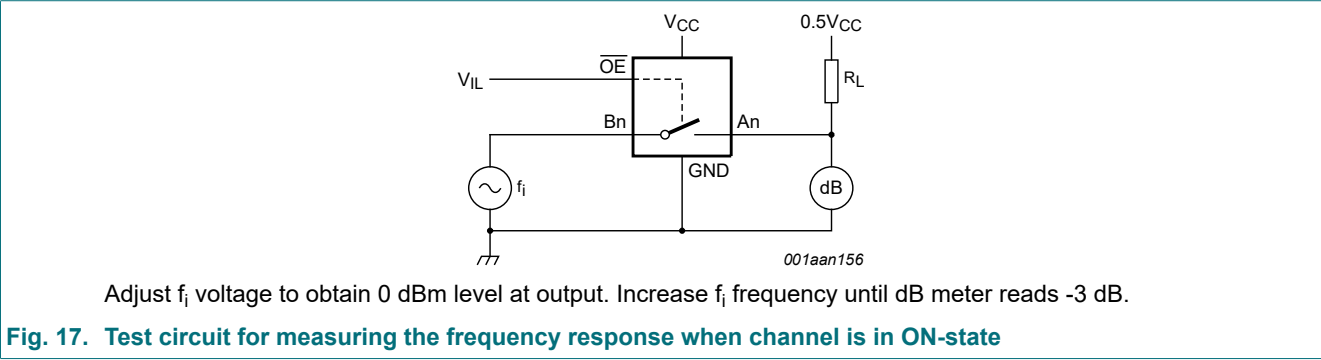 VCC
0.5VCC
OE
RL
VIL
Bn
An
GND
fi
dB
001aan156
Adjust fi voltage to obtain 0 dBm level at output. Increase fi frequency until dB meter reads -3 dB.
Fig. 17. Test circuit for measuring the frequency response when channel is in ON-state